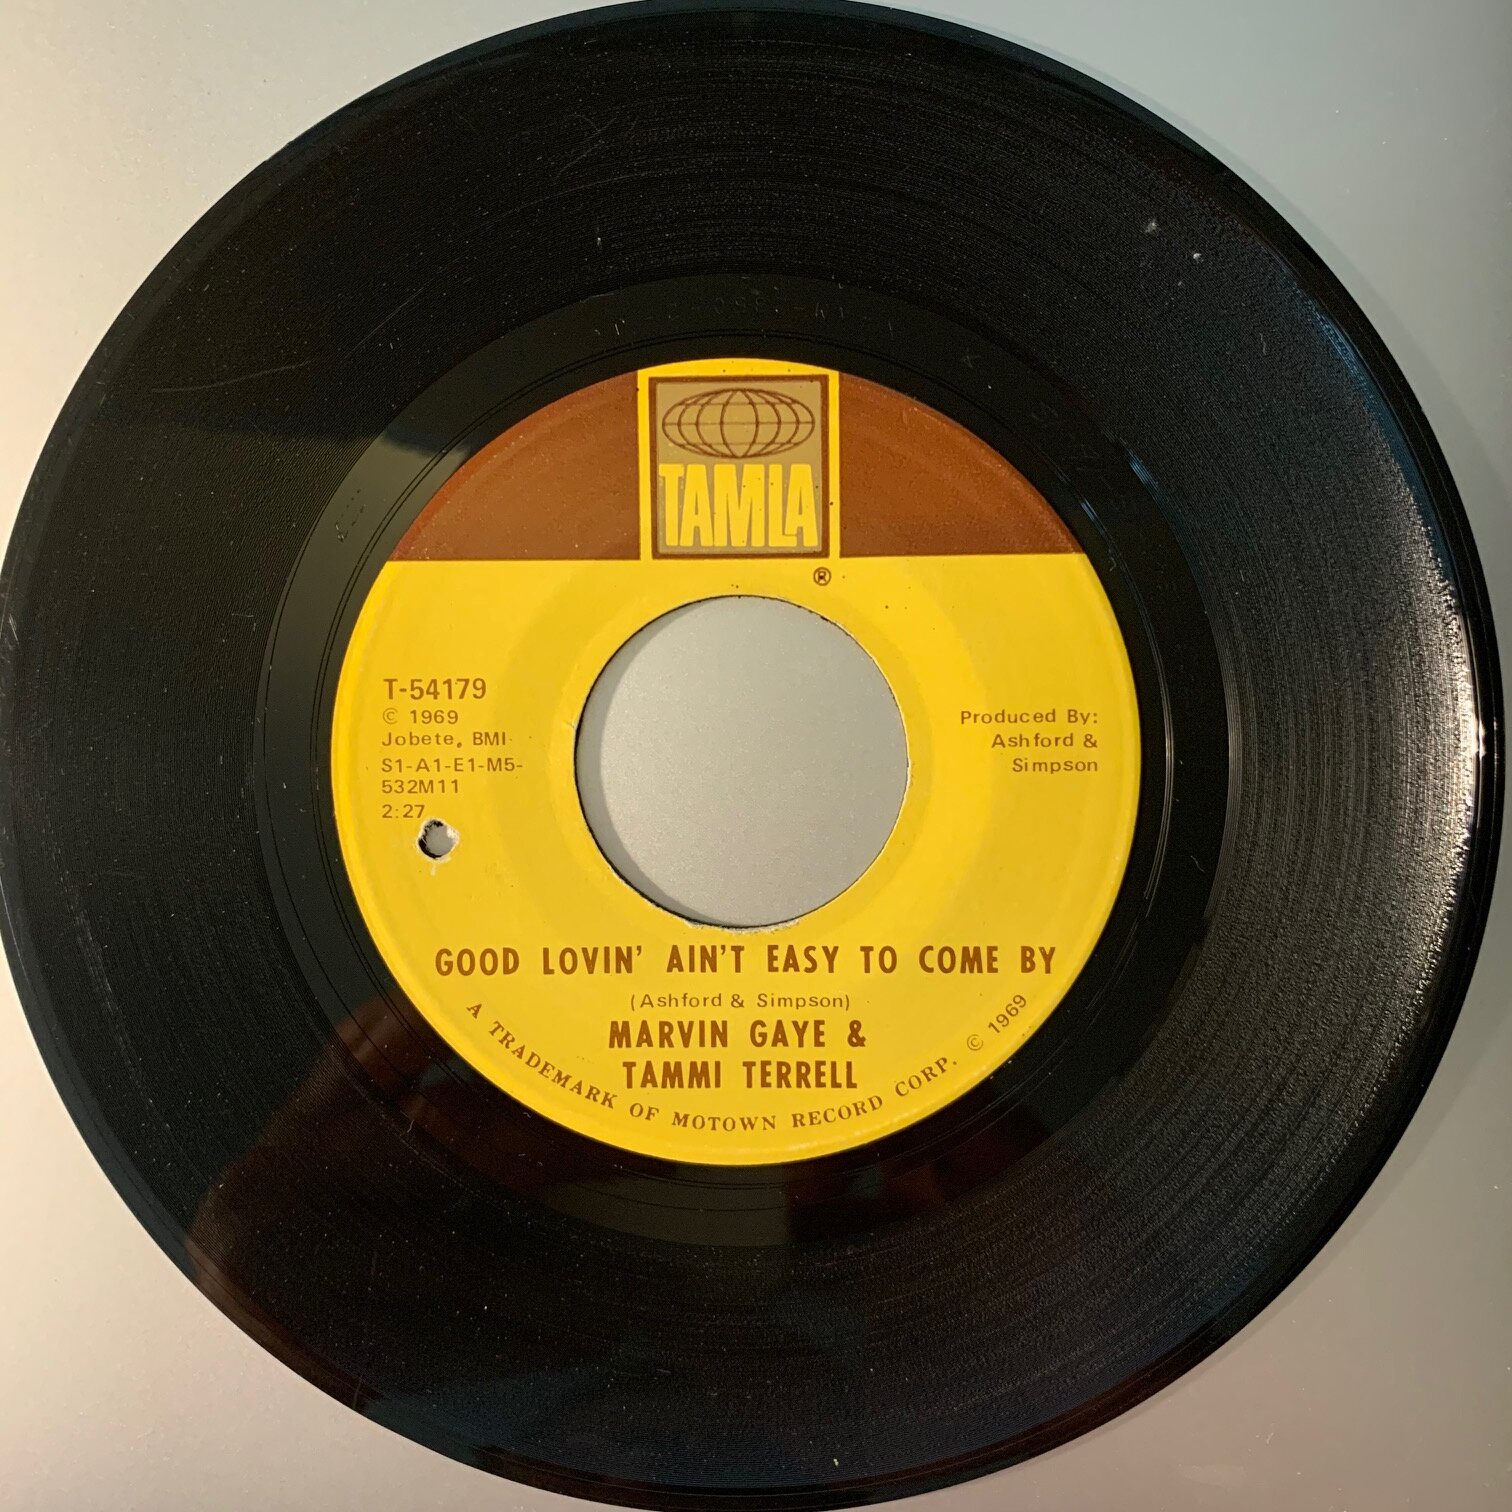 TAMLA
®
T-54179
© 1969
Jobete, BMI
S1-A1-E1-M5-
532M11
2:27
Produced By:
Ashford &
Simpson
GOOD LOVIN' AIN'T EASY TO COME BY
(Ashford & Simpson)
MARVIN GAYE &
TAMMI TERRELL
A TRADEMARK OF MOTOWN RECORD CORP. © 1969